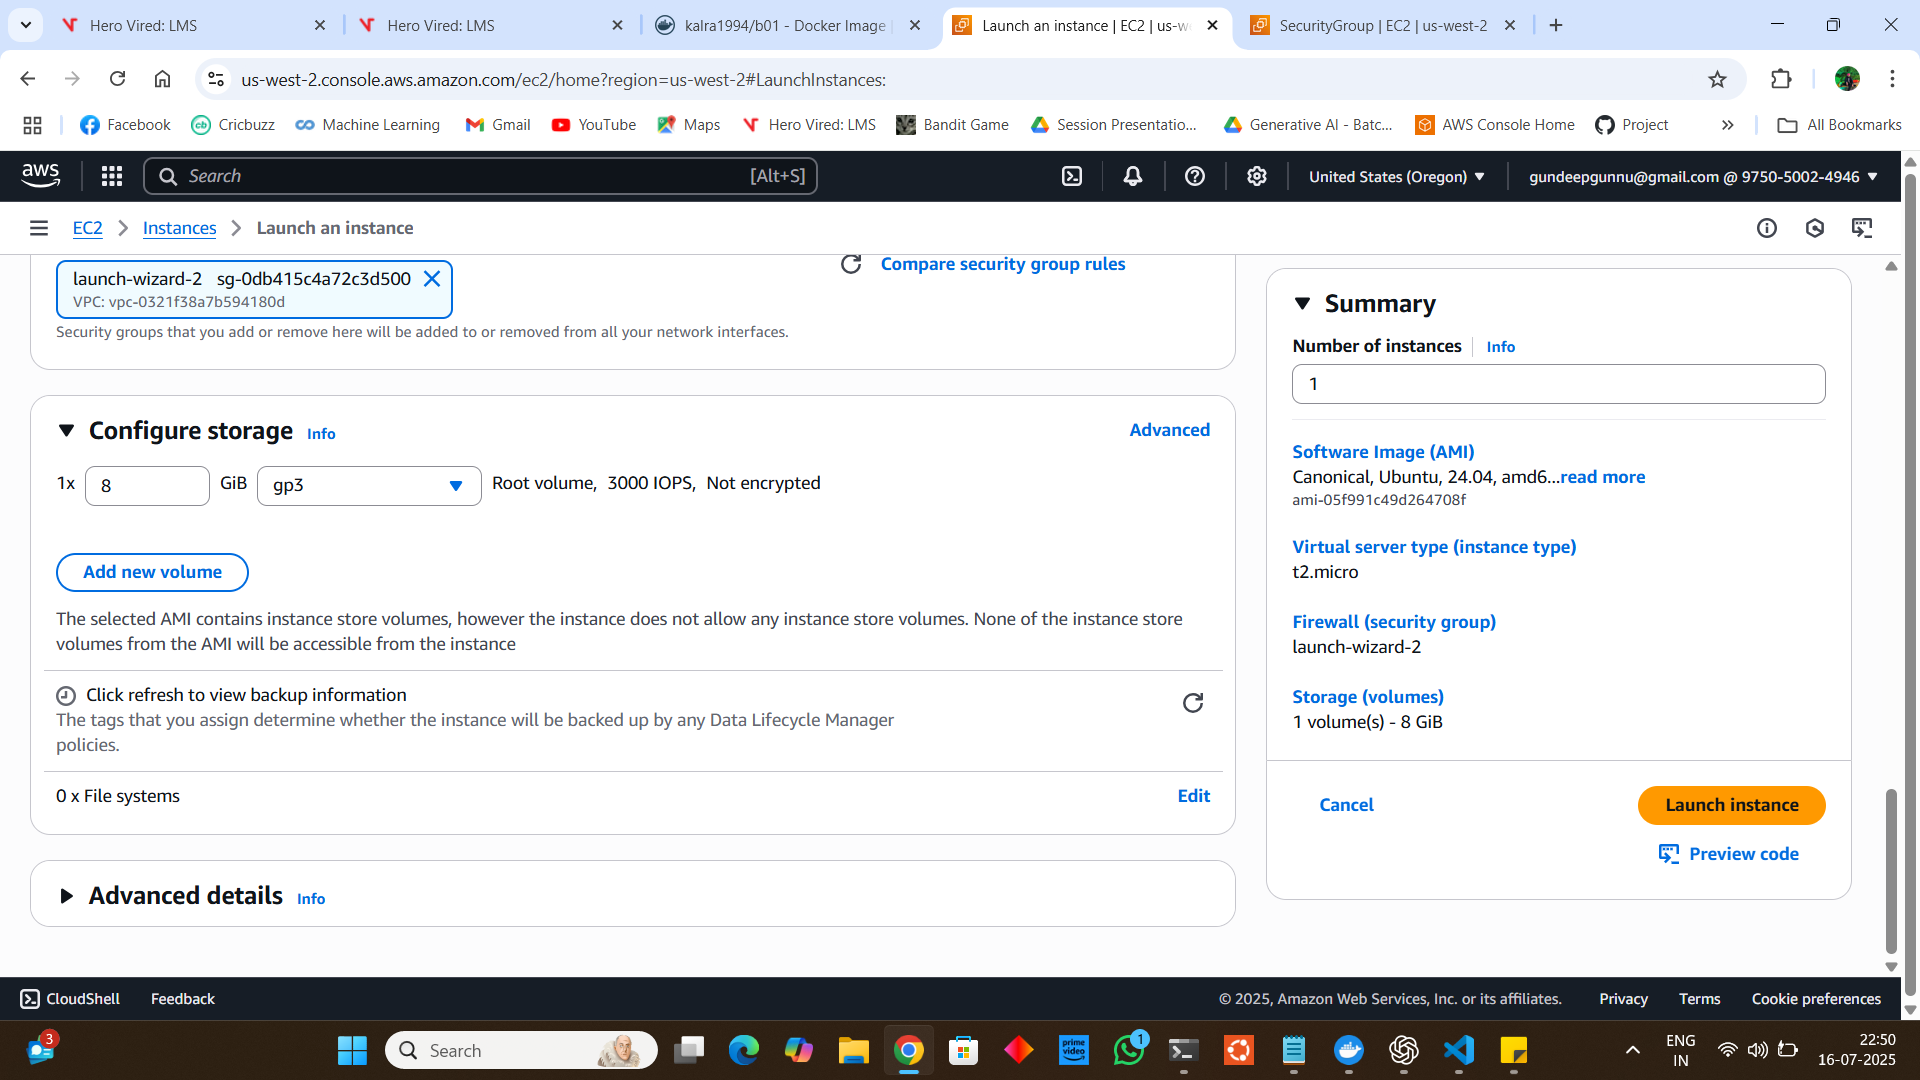 Hero Vired: LMS
Hero Vired: LMS
kalra1994/b01 - Docker Image
Launch an instance | EC2 | us-w
SecurityGroup | EC2 | us-west-2
us-west-2.console.aws.amazon.com/ec2/home?region=us-west-2#LaunchInstances:
Facebook
Cricbuzz
Machine Learning
Gmail
YouTube
Maps
Hero Vired: LMS
Bandit Game
Session Presentatio...
Generative AI - Batc...
AWS Console Home
Project
All Bookmarks
aws
Search
[Alt+S]
United States (Oregon)
gundeepgunnu@gmail.com @ 9750-5002-4946
EC2
Instances
Launch an instance
launch-wizard-2 sg-0db415c4a72c3d500
VPC: vpc-0321f38a7b594180d
Compare security group rules
Security groups that you add or remove here will be added to or removed from all your network interfaces.
Configure storage
Info
Advanced
1x
8
GiB
gp3
Root volume, 3000 IOPS, Not encrypted
Add new volume
The selected AMI contains instance store volumes, however the instance does not allow any instance store volumes. None of the instance store
volumes from the AMI will be accessible from the instance
Click refresh to view backup information
The tags that you assign determine whether the instance will be backed up by any Data Lifecycle Manager
policies.
0 x File systems
Edit
Advanced details
Info
Summary
Number of instances
Info
1
Software Image (AMI)
Canonical, Ubuntu, 24.04, amd6...read more
ami-05f991c49d264708f
Virtual server type (instance type)
t2.micro
Firewall (security group)
launch-wizard-2
Storage (volumes)
1 volume(s) - 8 GiB
Cancel
Launch instance
Preview code
CloudShell
Feedback
© 2025, Amazon Web Services, Inc. or its affiliates.
Privacy
Terms
Cookie preferences
3
Search
prime video
1
ENG
IN
22:50
16-07-2025